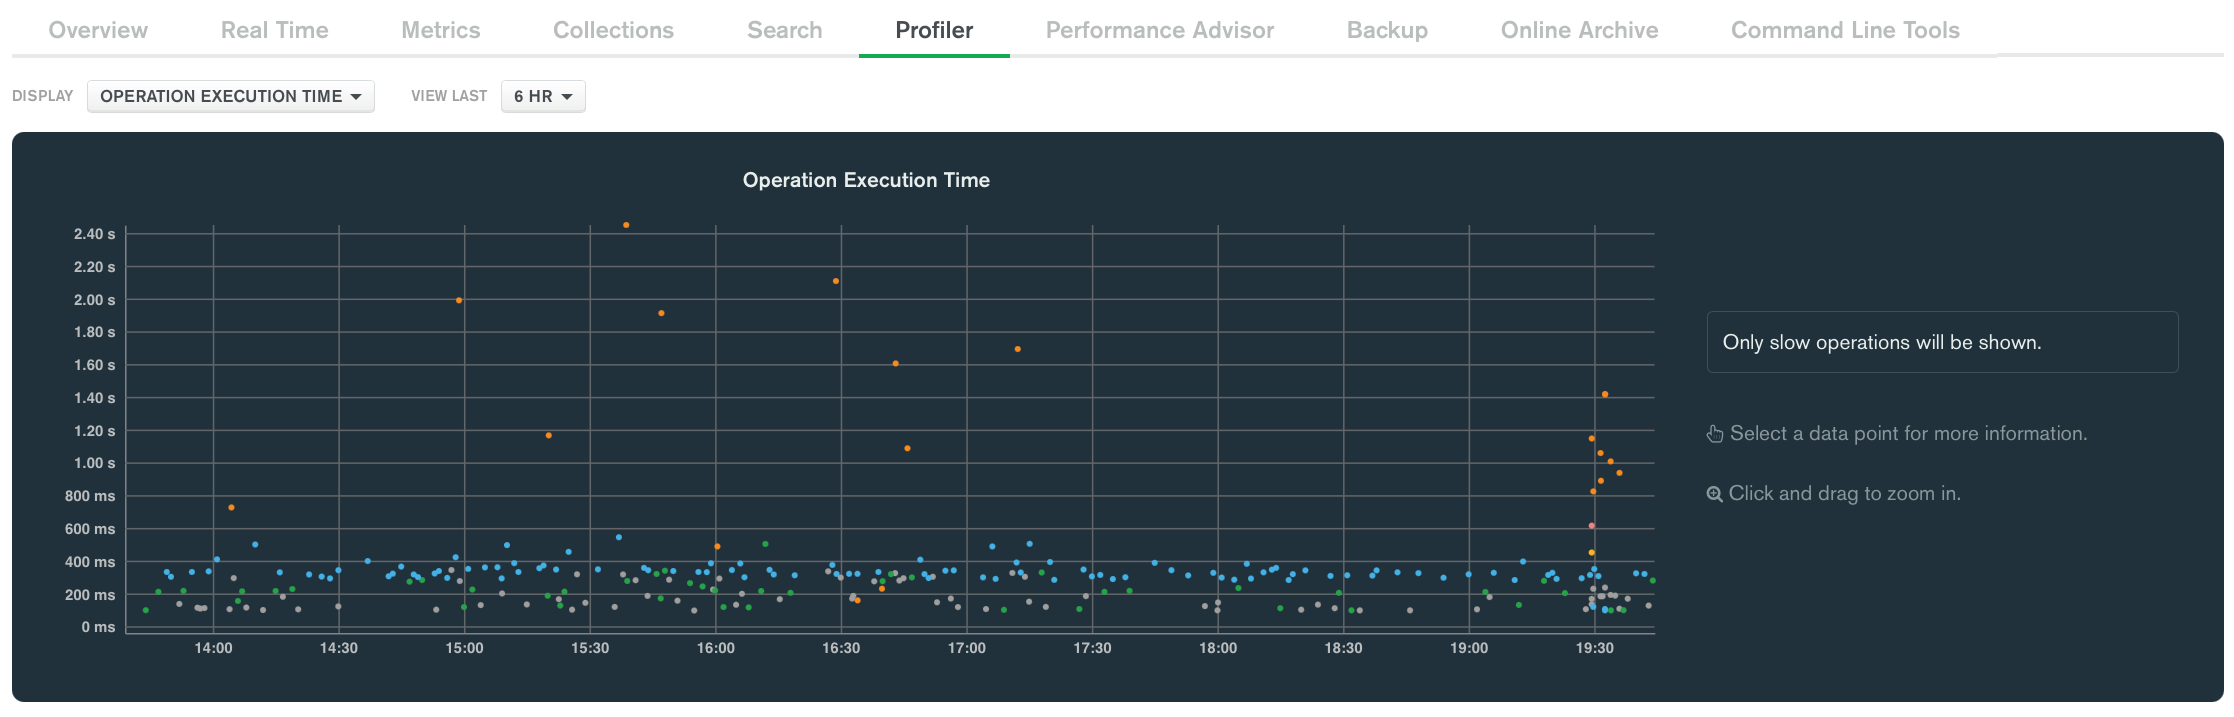 Overview Real Time Metrics Collections Search Profiler Performance Advisor Backup Online Archive Command Line Tools
DISPLAY OPERATION EXECUTION TIME VIEW LAST 6 HR
Operation Execution Time
2.40 s
2.20 s
2.00 s
1.80 s
1.60 s
1.40 s
1.20 s
1.00 s
800 ms
600 ms
400 ms
200 ms
0 ms
14:00 14:30 15:00 15:30 16:00 16:30 17:00 17:30 18:00 18:30 19:00 19:30
Only slow operations will be shown.
Select a data point for more information.
Click and drag to zoom in.